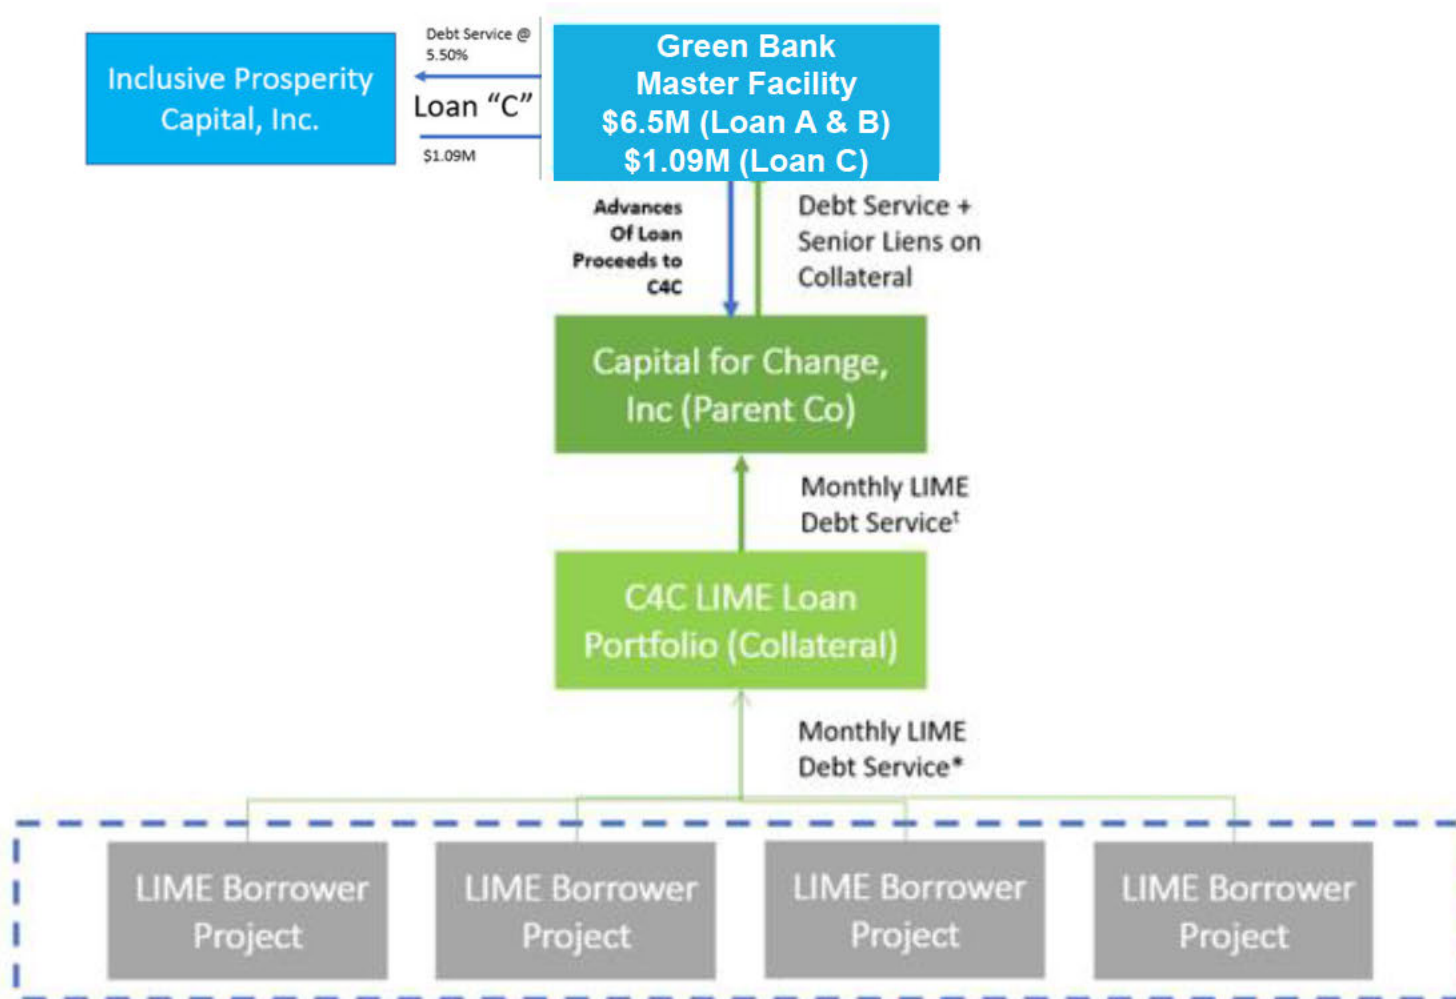 Inclusive Prosperity
Capital, Inc.
Debt Service @
5.50%
Loan “C”
$1.09M
Green Bank
Master Facility
$6.5M (Loan A & B)
$1.09M (Loan C)
Advances
Of Loan
Proceeds to
C4C
Debt Service +
Senior Liens on
Collateral
Capital for Change,
Inc (Parent Co)
Monthly LIME
Debt Service†
C4C LIME Loan
Portfolio (Collateral)
Monthly LIME
Debt Service*
LIME Borrower
Project
LIME Borrower
Project
LIME Borrower
Project
LIME Borrower
Project